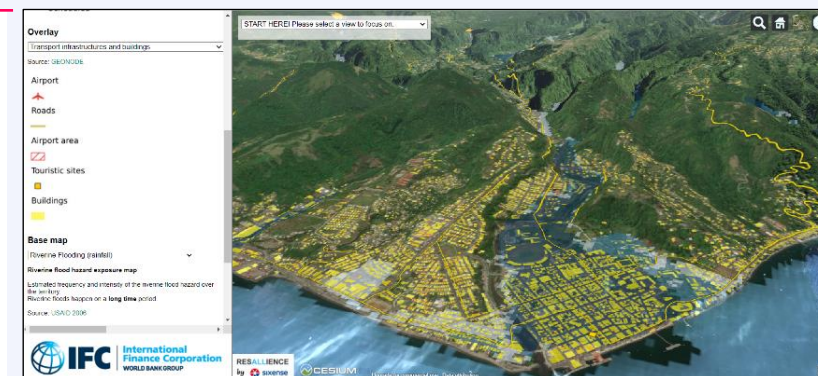 Overlay
Transport infrastructures and buildings
Source: GEONODE
Airport
Roads
Airport area
Touristic sites
Buildings
Base map
Riverine Flooding (rainfall)
Riverine flood hazard exposure map
Estimated frequency and intensity of the riverine flood hazard over
the territory
Riverine floods happen on a long time period
Source: USAID 2006
IFC
International
Finance Corporation
WORLD BANK GROUP
START HERE! Please select a view to focus on.
RESALLIENCE
by sixense
CESIUM